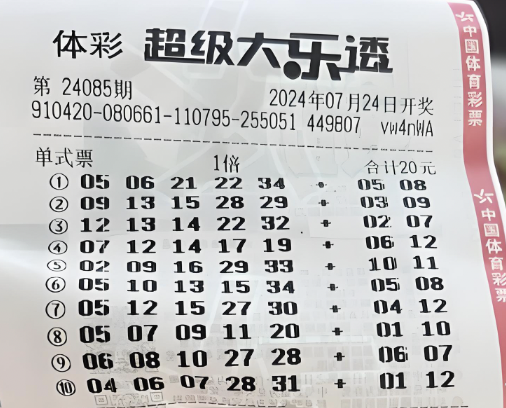 体彩 超级大乐透
第 24085期 2024年07月24日开奖
910420-080661-110795-255051 449807 vw4nWA
单式票 1倍 合计20元
① 05 06 21 22 34 + 05 08
② 09 13 15 28 29 + 03 09
③ 12 13 14 22 32 + 02 07
④ 07 12 14 17 19 + 06 12
⑤ 02 09 16 29 33 + 10 11
⑥ 05 10 13 15 34 + 05 08
⑦ 05 12 15 27 30 + 04 12
⑧ 05 07 09 11 20 + 01 10
⑨ 06 08 10 27 28 + 06 07
⑩ 04 06 07 28 31 + 01 12
中国体育彩票
中国体育彩票